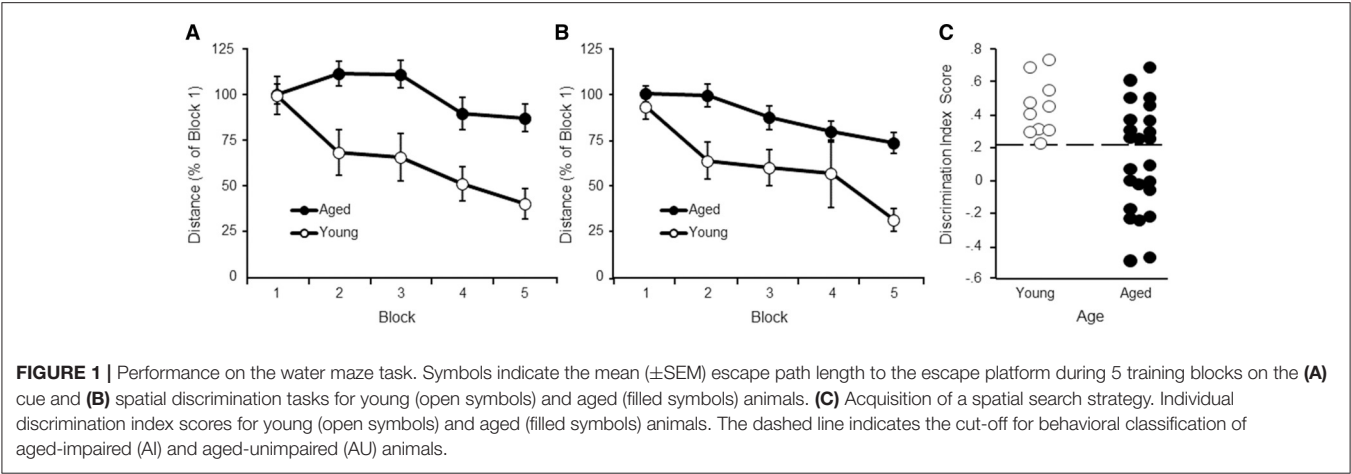 A
125
100
75
50
25
0
Distance (% of Block 1)
Aged
Young
1 2 3 4 5
Block
B
125
100
75
50
25
0
Distance (% of Block 1)
Aged
Young
1 2 3 4 5
Block
C
.8
.6
.4
.2
0
-.2
-.4
-.6
Discrimination Index Score
Young Aged
Age
FIGURE 1 | Performance on the water maze task. Symbols indicate the mean (±SEM) escape path length to the escape platform during 5 training blocks on the (A)
cue and (B) spatial discrimination tasks for young (open symbols) and aged (filled symbols) animals. (C) Acquisition of a spatial search strategy. Individual
discrimination index scores for young (open symbols) and aged (filled symbols) animals. The dashed line indicates the cut-off for behavioral classification of
aged-impaired (AI) and aged-unimpaired (AU) animals.